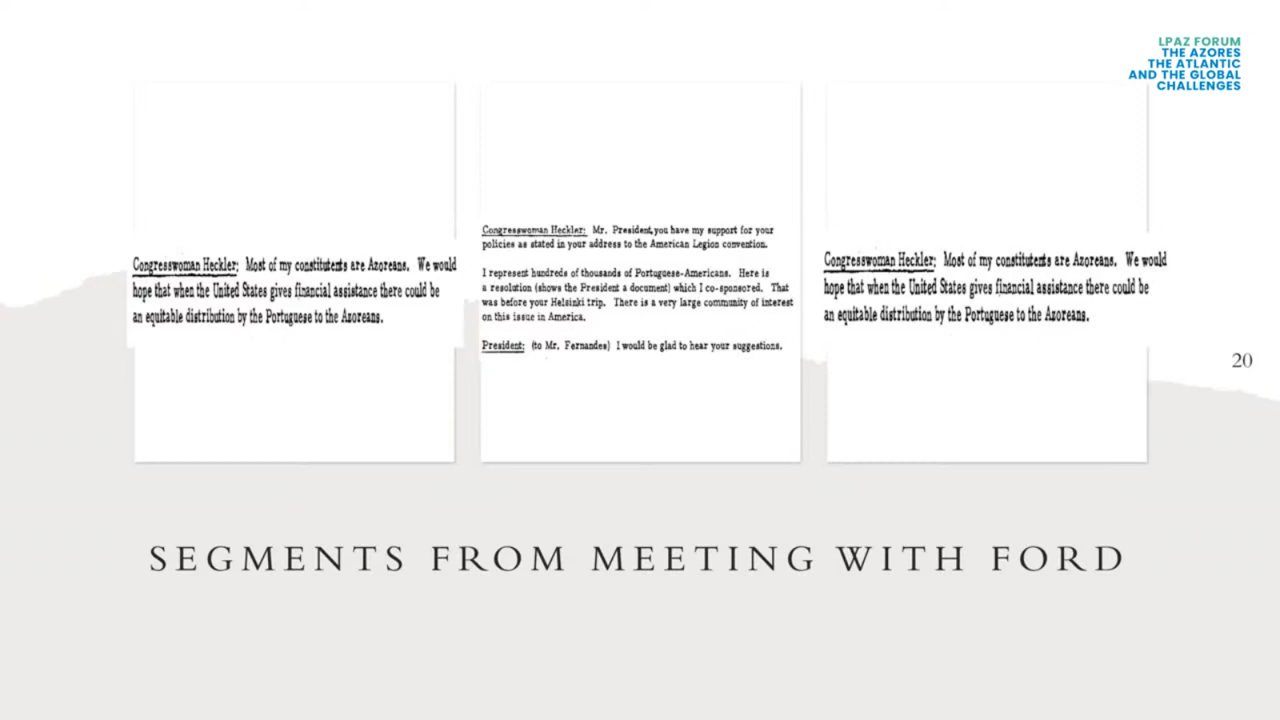 LPAZ FORUM
THE AZORES
THE ATLANTIC
AND THE GLOBAL
CHALLENGES
Congresswoman Heckler: Most of my constitutents are Azoreans. We would
hope that when the United States gives financial assistance there could be
an equitable distribution by the Portuguese to the Azoreans.
Congresswoman Heckler: Mr. President, you have my support for your
policies as stated in your address to the American Legion convention.
I represent hundreds of thousands of Portuguese-Americans. Here is
a resolution (shows the President a document) which I co-sponsored. That
was before your Helsinki trip. There is a very large community of interest
on this issue in America.
President: (to Mr. Fernandes) I would be glad to hear your suggestions.
Congresswoman Heckler: Most of my constitutents are Azoreans. We would
hope that when the United States gives financial assistance there could be
an equitable distribution by the Portuguese to the Azoreans.
20
SEGMENTS FROM MEETING WITH FORD